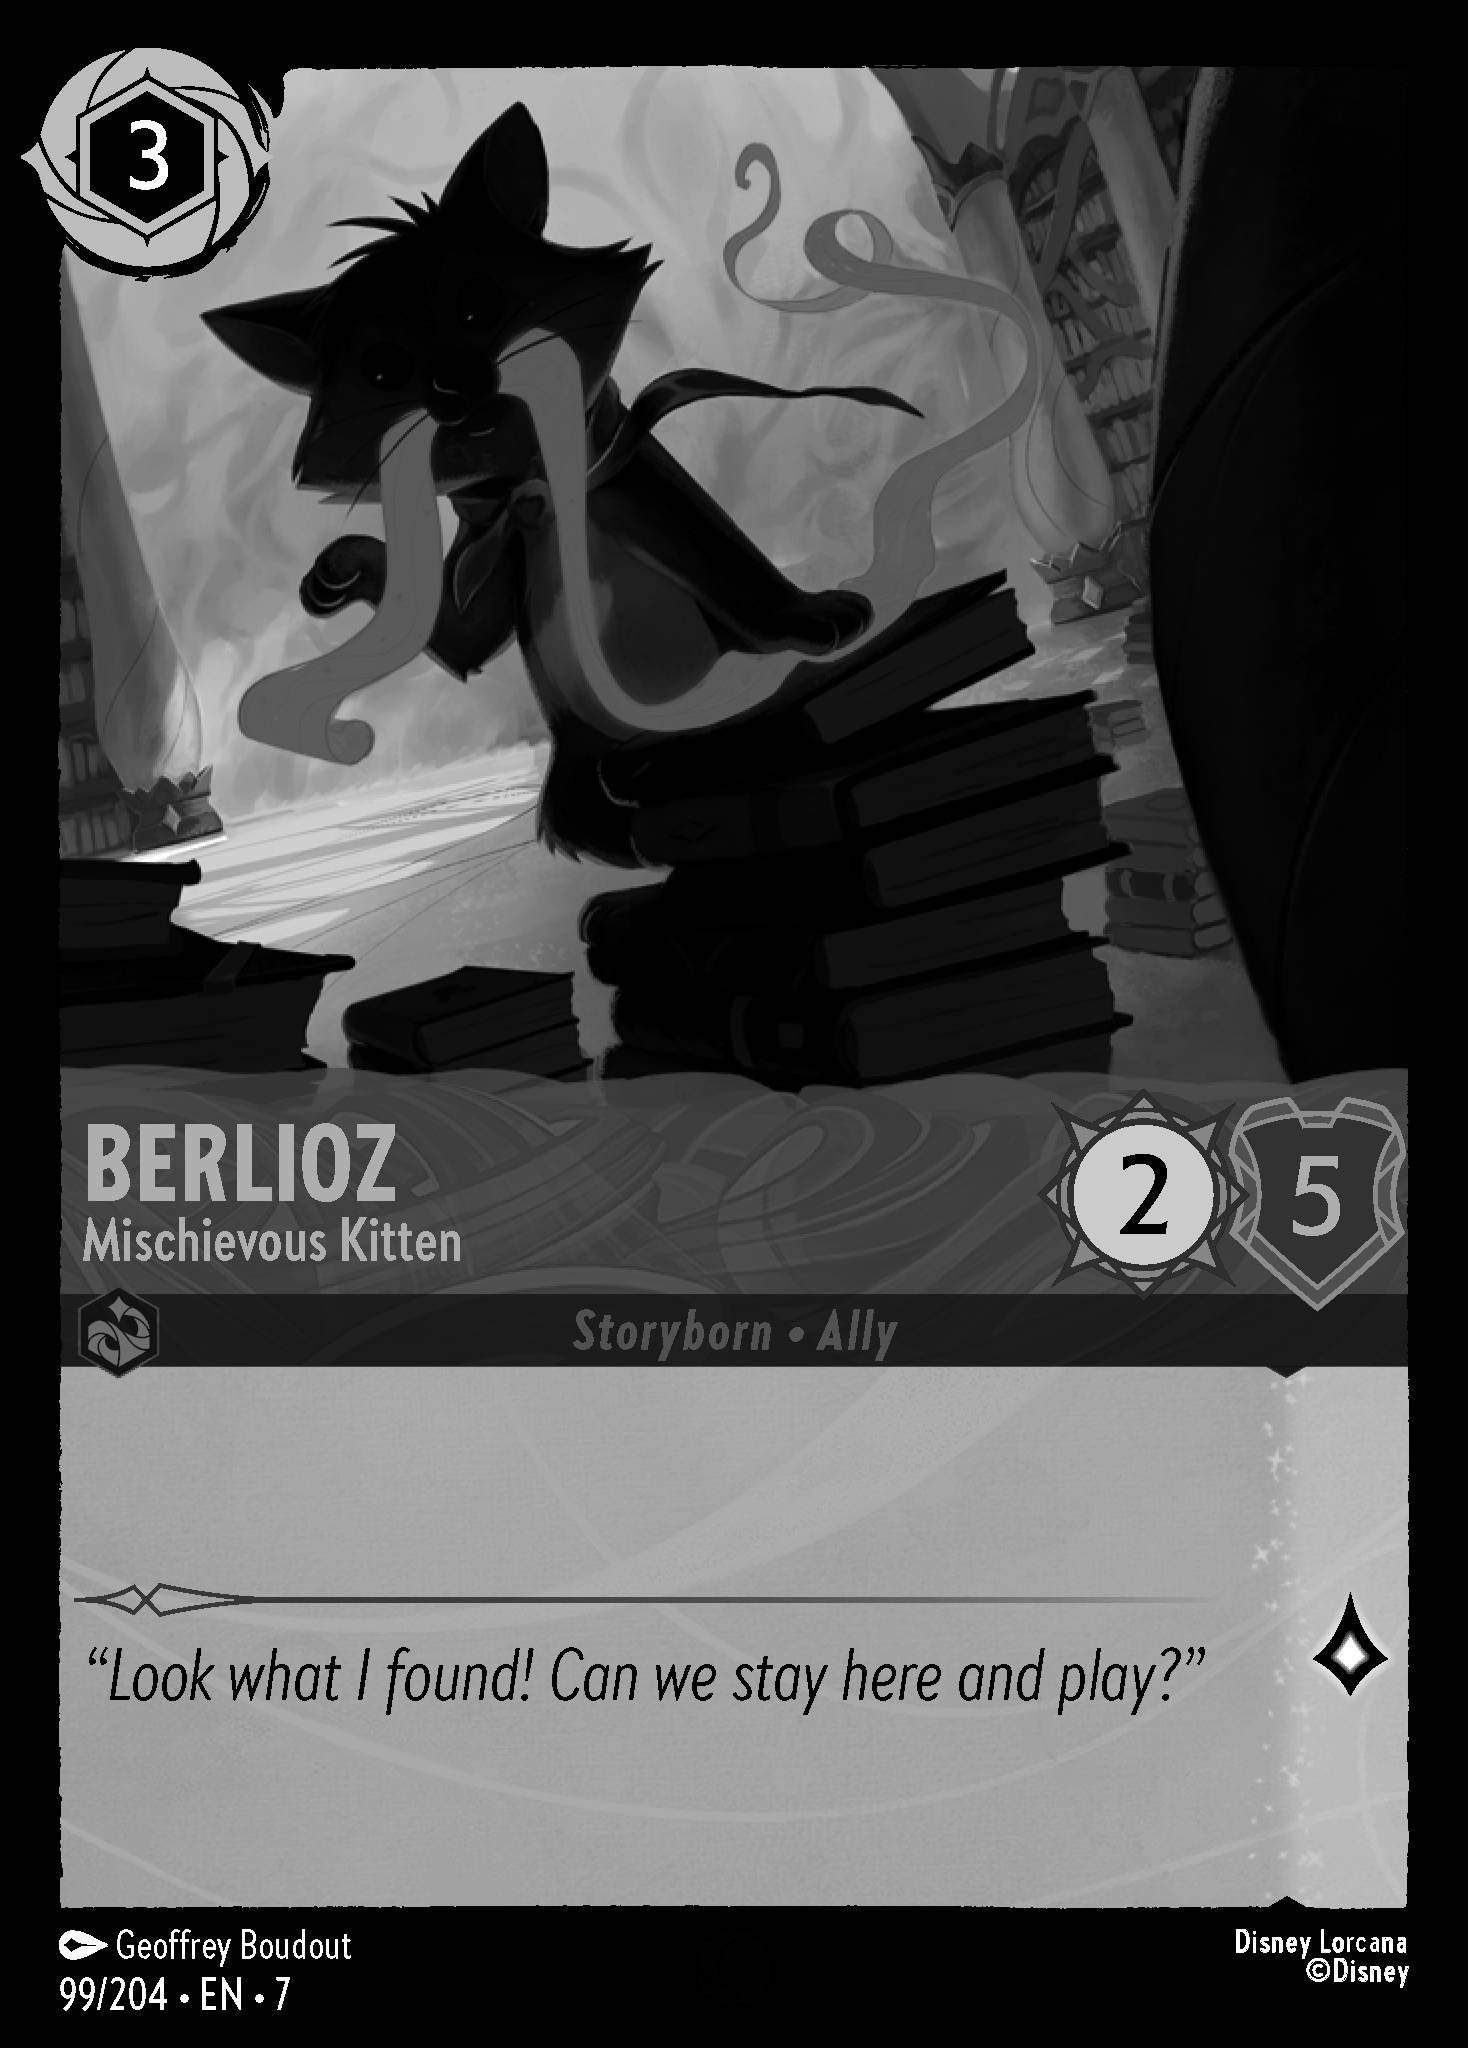 3
BERLIOZ
Mischievous Kitten
2
5
Storyborn • Ally
“Look what I found! Can we stay here and play?”
Geoffrey Boudout
99/204 • EN • 7
Disney Lorcana
©Disney